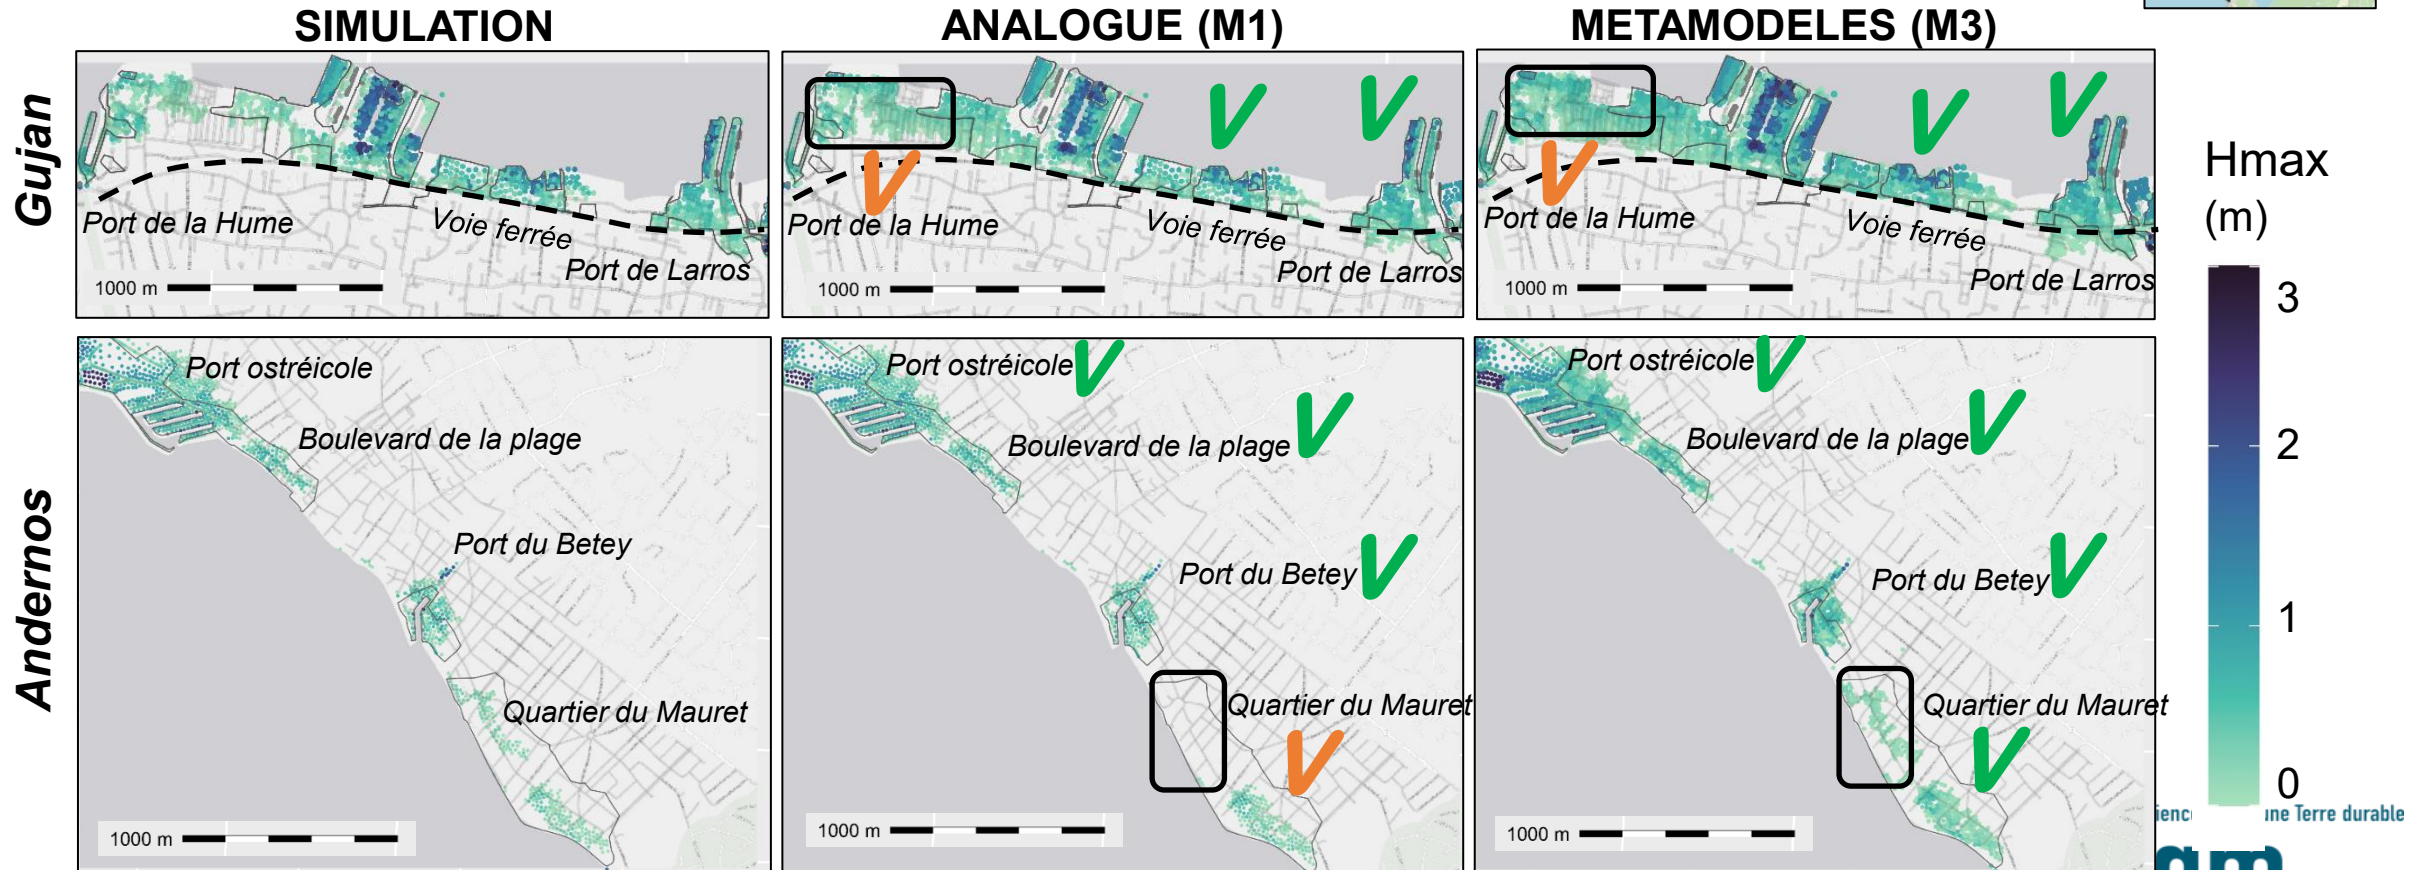 SIMULATION
ANALOGUE (M1)
METAMODELES (M3)
Gujan
Port de la Hume
Voie ferrée
Port de Larros
1000 m
Port de la Hume
Voie ferrée
Port de Larros
1000 m
Port de la Hume
Voie ferrée
Port de Larros
1000 m
Hmax
(m)
3
2
1
0
Andernos
Port ostréicole
Boulevard de la plage
Port du Betey
Quartier du Mauret
1000 m
Port ostréicole
Boulevard de la plage
Port du Betey
Quartier du Mauret
1000 m
Port ostréicole
Boulevard de la plage
Port du Betey
Quartier du Mauret
1000 m
une Terre durable